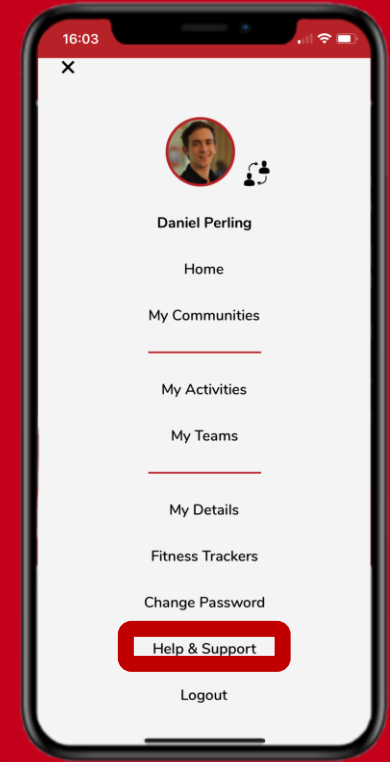 16:03
Daniel Perling
Home
My Communities
My Activities
My Teams
My Details
Fitness Trackers
Change Password
Help & Support
Logout